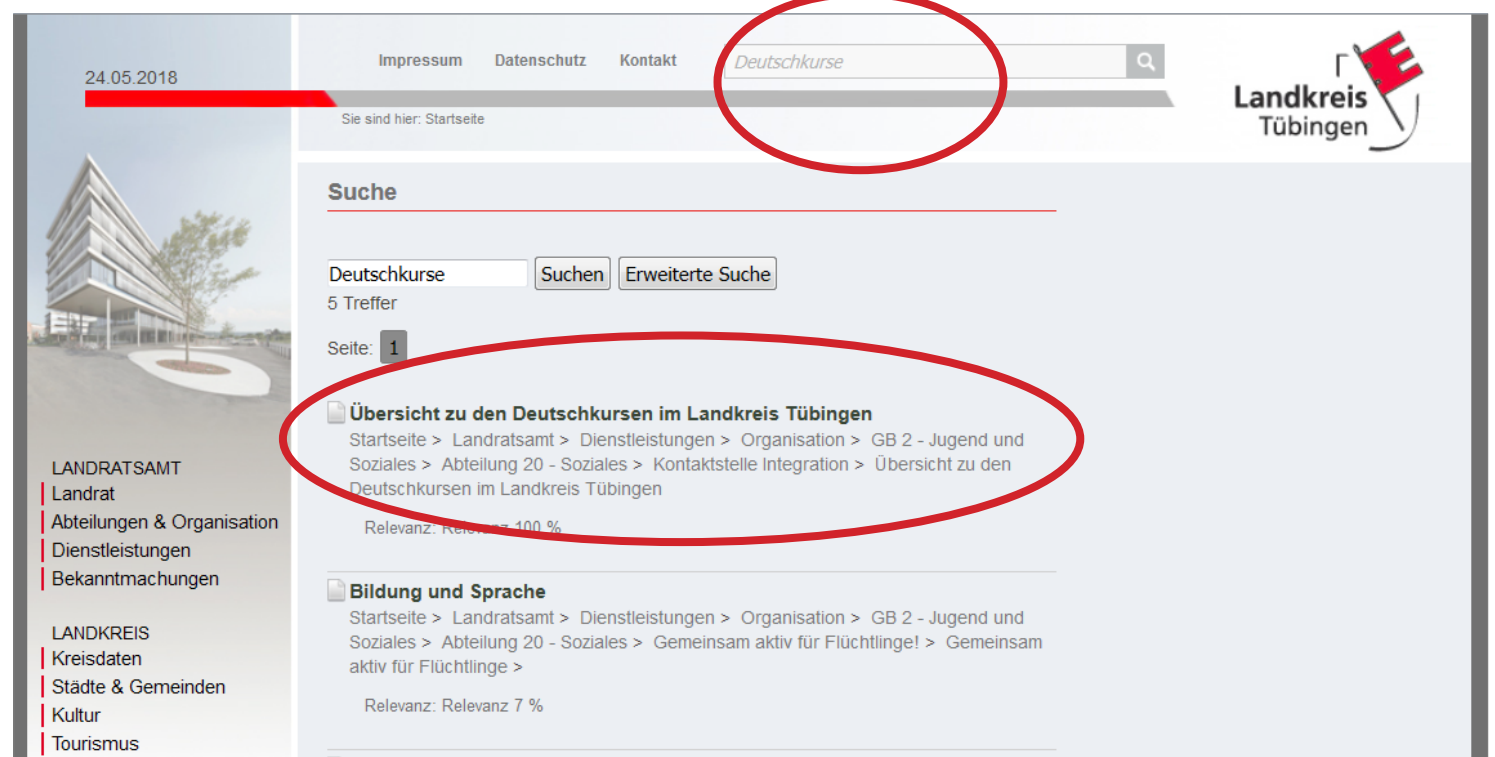 24.05.2018
Impressum Datenschutz Kontakt
Deutschkurse
Landkreis
Tübingen
Sie sind hier: Startseite
Suche
Deutschkurse Suchen Erweiterte Suche
5 Treffer
Seite: 1
Übersicht zu den Deutschkursen im Landkreis Tübingen
Startseite > Landratsamt > Dienstleistungen > Organisation > GB 2 - Jugend und
Soziales > Abteilung 20 - Soziales > Kontaktstelle Integration > Übersicht zu den
Deutschkursen im Landkreis Tübingen
Relevanz: Relevanz 100 %
Bildung und Sprache
Startseite > Landratsamt > Dienstleistungen > Organisation > GB 2 - Jugend und
Soziales > Abteilung 20 - Soziales > Gemeinsam aktiv für Flüchtlinge! > Gemeinsam
aktiv für Flüchtlinge >
Relevanz: Relevanz 7 %
LANDRATSAMT
Landrat
Abteilungen & Organisation
Dienstleistungen
Bekanntmachungen
LANDKREIS
Kreisdaten
Städte & Gemeinden
Kultur
Tourismus